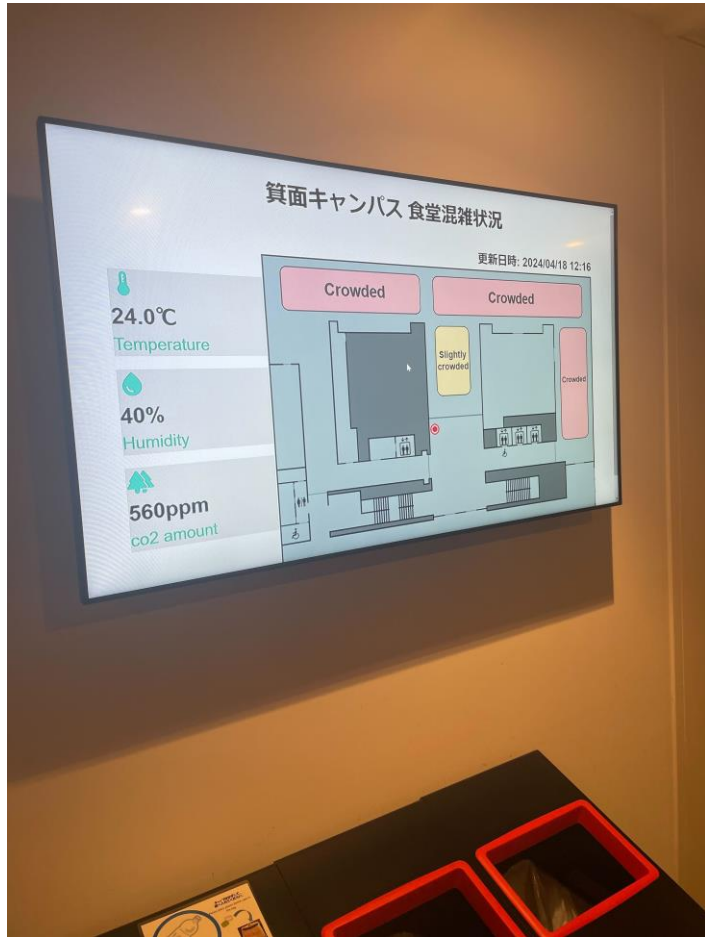 箕面キャンパス 食堂混雑状況
更新日時: 2024/04/18 12:16
24.0℃
Temperature
40%
Humidity
560ppm
co2 amount
Crowded
Crowded
Slightly
crowded
Crowded